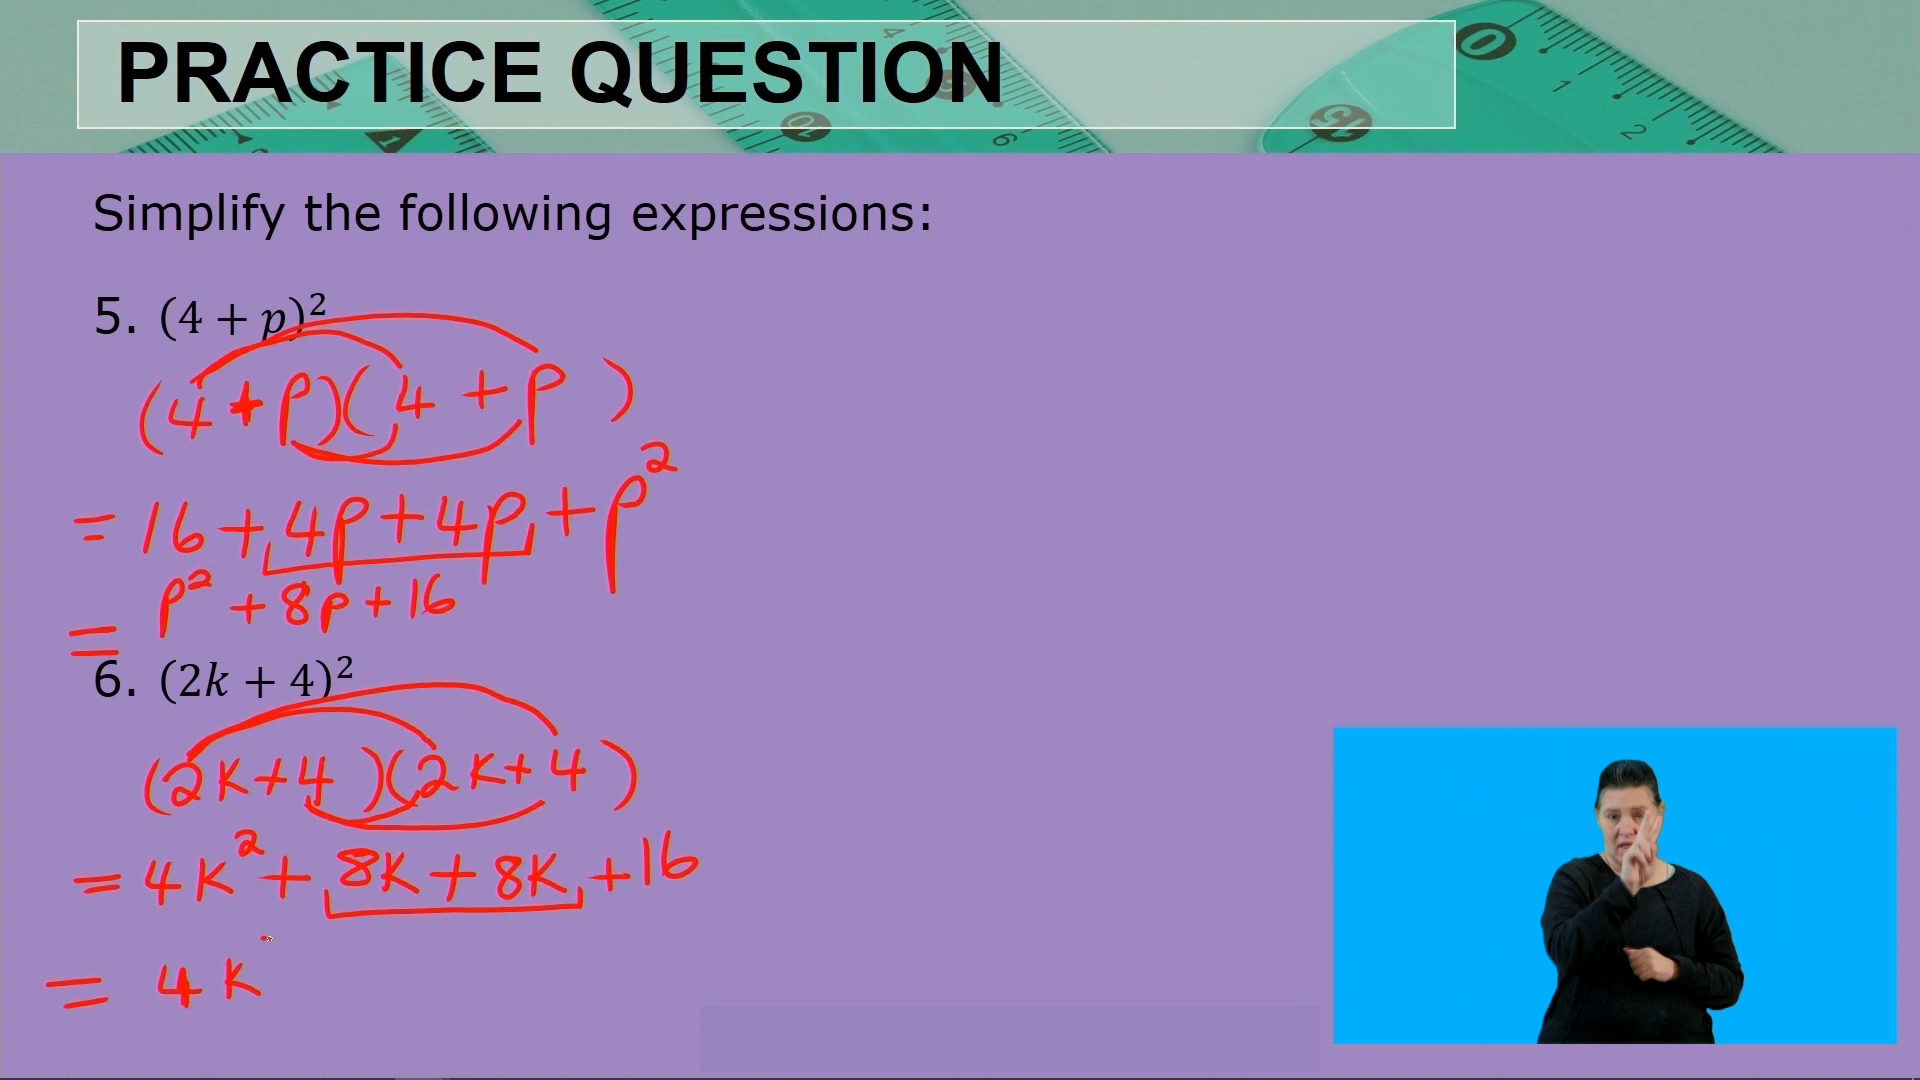 PRACTICE QUESTION
Simplify the following expressions:
5. (4 + p)²
(4+p)(4+p)
= 16+4p+4p+p²
= p²+8p+16
6. (2k + 4)²
(2k+4)(2k+4)
= 4k²+8k+8k+16
= 4k